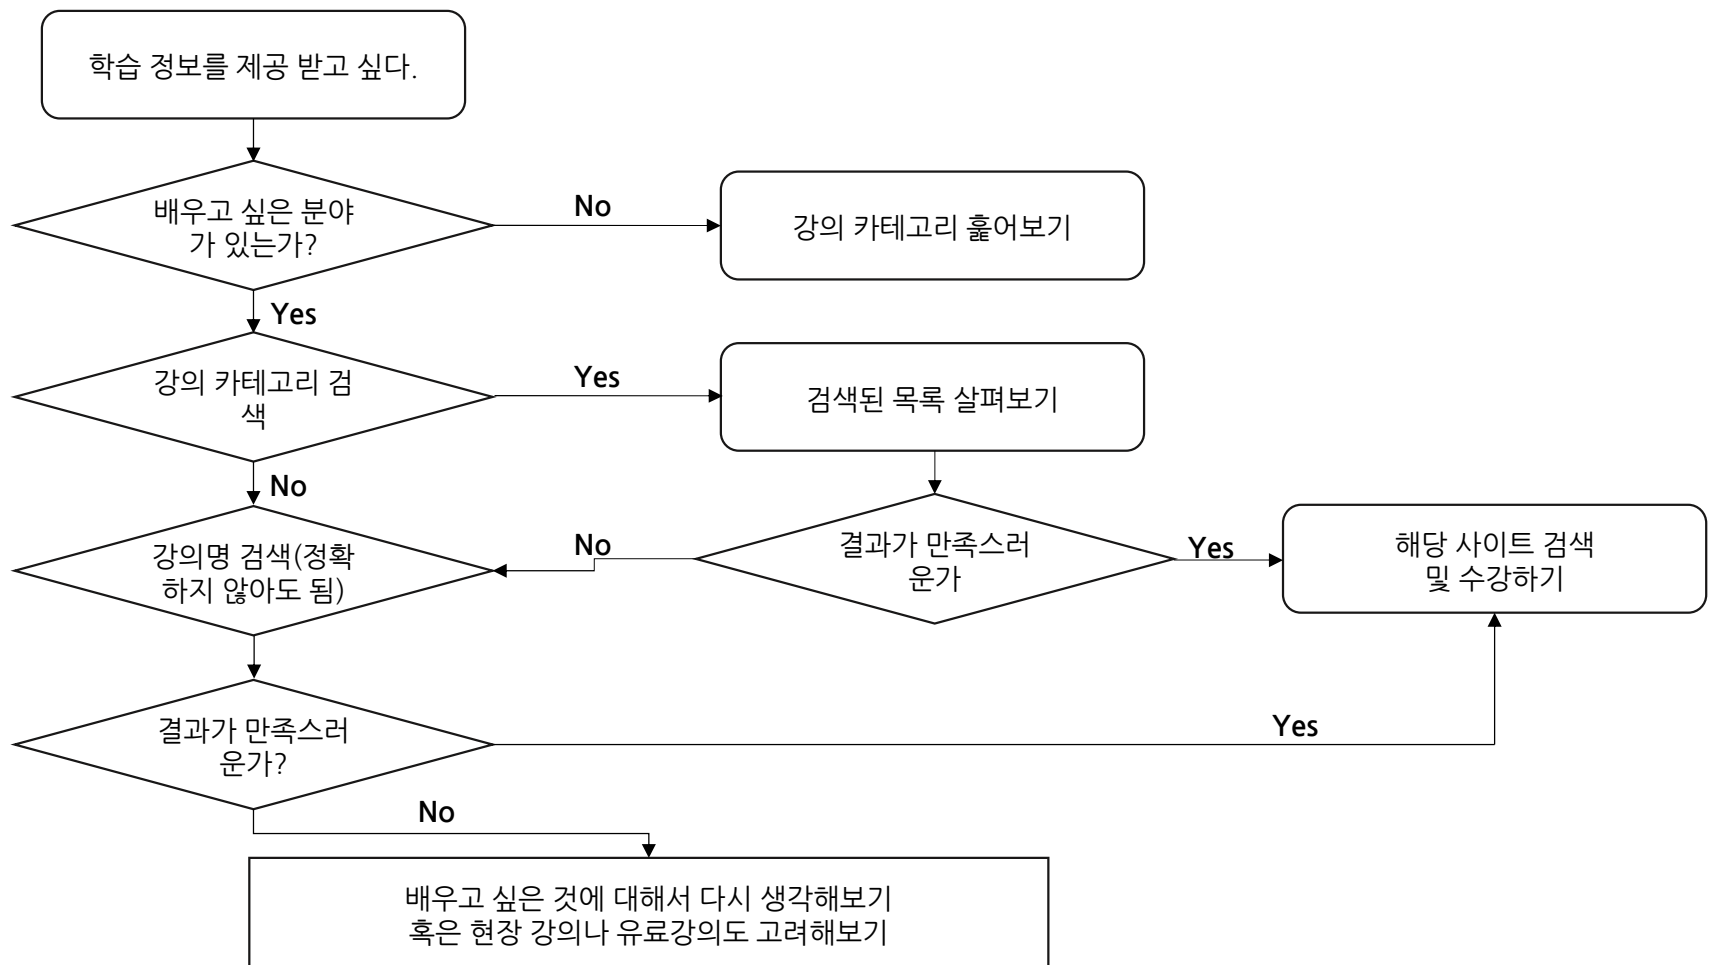 학습 정보를 제공 받고 싶다.
배우고 싶은 분야
가 있는가?
No
강의 카테고리 훑어보기
Yes
강의 카테고리 검
색
Yes
검색된 목록 살펴보기
No
강의명 검색(정확
하지 않아도 됨)
No
결과가 만족스러
운가
Yes
해당 사이트 검색
및 수강하기
결과가 만족스러
운가?
Yes
No
배우고 싶은 것에 대해서 다시 생각해보기
혹은 현장 강의나 유료강의도 고려해보기